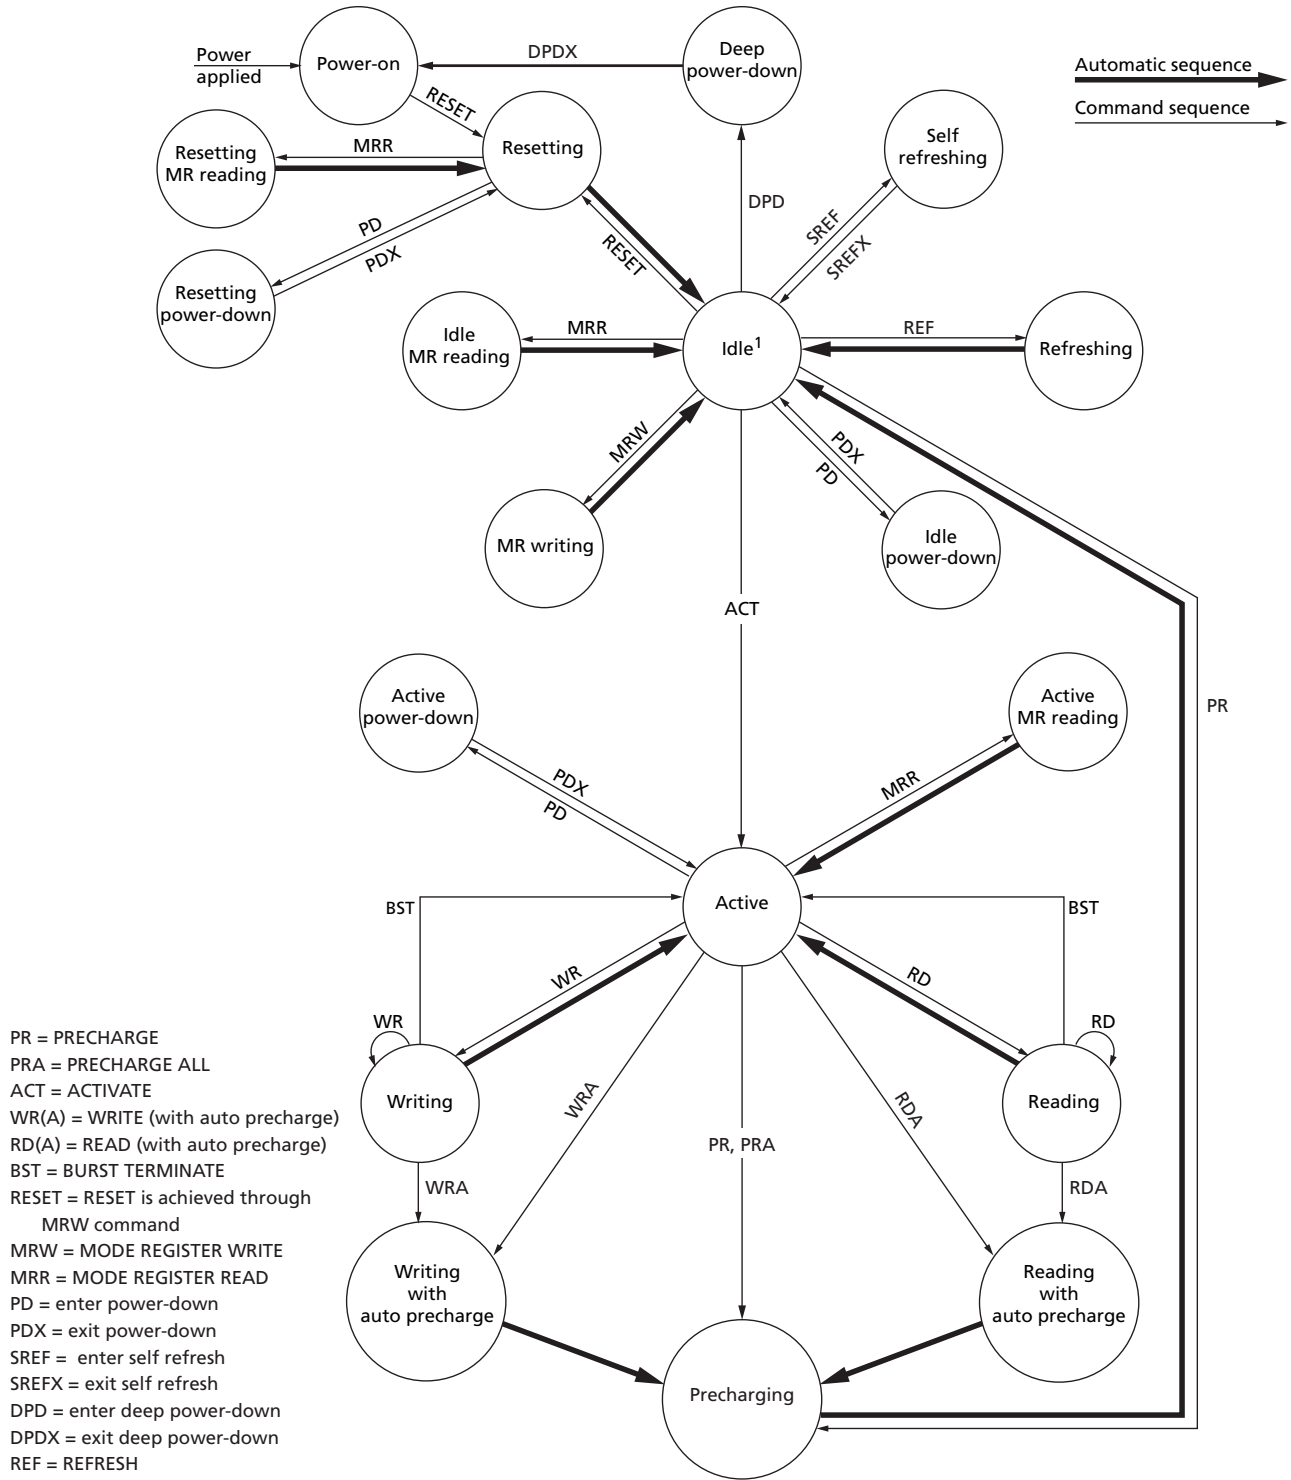 Power
applied
Power-on
DPDX
Deep
power-down
Automatic sequence
Command sequence
RESET
Resetting
MR reading
MRR
Resetting
Self
refreshing
PD
PDX
Resetting
power-down
RESET
DPD
SREF
SREFX
Idle
MR reading
MRR
Idle1
REF
Refreshing
MRW
PDX
PD
MR writing
Idle
power-down
ACT
Active
power-down
Active
MR reading
PR
PDX
PD
MRR
Active
BST
BST
WR
RD
WR
RD
Writing
Reading
WRA
RDA
PR, PRA
WRA
RDA
Writing
with
auto precharge
Reading
with
auto precharge
Precharging
PR = PRECHARGE
PRA = PRECHARGE ALL
ACT = ACTIVATE
WR(A) = WRITE (with auto precharge)
RD(A) = READ (with auto precharge)
BST = BURST TERMINATE
RESET = RESET is achieved through
MRW command
MRW = MODE REGISTER WRITE
MRR = MODE REGISTER READ
PD = enter power-down
PDX = exit power-down
SREF = enter self refresh
SREFX = exit self refresh
DPD = enter deep power-down
DPDX = exit deep power-down
REF = REFRESH